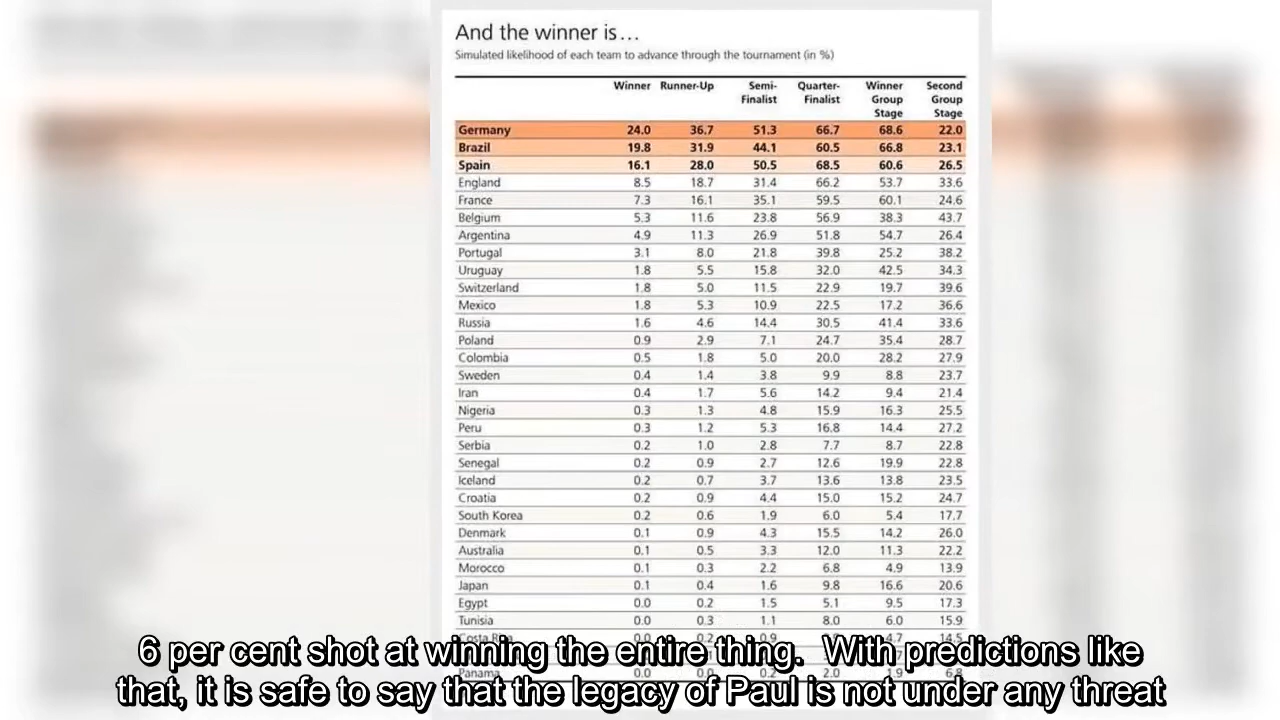 And the winner is...
Simulated likelihood of each team to advance through the tournament (in %)
Winner Runner-Up Semi- Quarter- Winner Second
Finalist Finalist Group Group
Stage Stage
Germany 24.0 36.7 51.3 66.7 68.6 22.0
Brazil 19.8 31.9 44.1 60.5 66.8 23.1
Spain 16.1 28.0 50.5 68.5 60.6 26.5
England 8.5 18.7 31.4 66.2 53.7 33.6
France 7.3 16.1 35.1 59.5 60.1 24.6
Belgium 5.3 11.6 23.8 56.9 38.3 43.7
Argentina 4.9 11.3 26.9 51.8 54.7 26.4
Portugal 3.1 8.0 21.8 39.8 25.2 38.2
Uruguay 1.8 5.5 15.8 32.0 42.5 34.3
Switzerland 1.8 5.0 11.5 22.9 19.7 39.6
Mexico 1.8 5.3 10.9 22.5 17.2 36.6
Russia 1.6 4.6 14.4 30.5 41.4 33.6
Poland 0.9 2.9 7.1 24.7 35.4 28.7
Colombia 0.5 1.8 5.0 20.0 28.2 27.9
Sweden 0.4 1.4 3.8 9.9 8.8 23.7
Iran 0.4 1.7 5.6 14.2 9.4 21.4
Nigeria 0.3 1.3 4.8 15.9 16.3 25.5
Peru 0.3 1.2 5.3 16.8 14.4 27.2
Serbia 0.2 1.0 2.8 7.7 8.7 22.8
Senegal 0.2 0.9 2.7 12.6 19.9 22.8
Iceland 0.2 0.7 3.7 13.6 13.8 23.5
Croatia 0.2 0.9 4.4 15.0 15.2 24.7
South Korea 0.2 0.6 1.9 6.0 5.4 17.7
Denmark 0.1 0.9 4.3 15.5 14.2 26.0
Australia 0.1 0.5 3.3 12.0 11.3 22.2
Morocco 0.1 0.3 2.2 6.8 4.9 13.9
Japan 0.1 0.4 1.6 9.8 16.6 20.6
Egypt 0.0 0.2 1.5 5.1 9.5 17.3
Tunisia 0.0 0.3 1.1 8.0 6.0 15.9
Costa 0.0 0.2 0.9 4.7 14.5
6 per cent shot at winning the entire thing. With predictions like
Panama 0.0 0.0 2.0 1.9
that, it is safe to say that the legacy of Paul is not under any threat